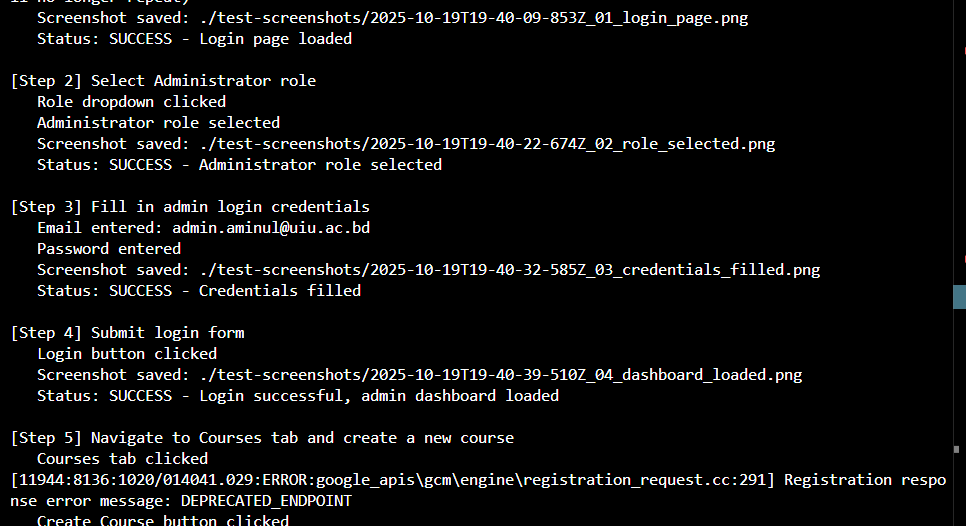 ll no longer repeat)
Screenshot saved: ./test-screenshots/2025-10-19T19-40-09-853Z_01_login_page.png
Status: SUCCESS - Login page loaded
[Step 2] Select Administrator role
Role dropdown clicked
Administrator role selected
Screenshot saved: ./test-screenshots/2025-10-19T19-40-22-674Z_02_role_selected.png
Status: SUCCESS - Administrator role selected
[Step 3] Fill in admin login credentials
Email entered: admin.aminul@uiu.ac.bd
Password entered
Screenshot saved: ./test-screenshots/2025-10-19T19-40-32-585Z_03_credentials_filled.png
Status: SUCCESS - Credentials filled
[Step 4] Submit login form
Login button clicked
Screenshot saved: ./test-screenshots/2025-10-19T19-40-39-510Z_04_dashboard_loaded.png
Status: SUCCESS - Login successful, admin dashboard loaded
[Step 5] Navigate to Courses tab and create a new course
Courses tab clicked
[11944:8136:1020/014041.029:ERROR:google_apis\gcm\engine\registration_request.cc:291] Registration respo
nse error message: DEPRECATED_ENDPOINT
Create Course button clicked